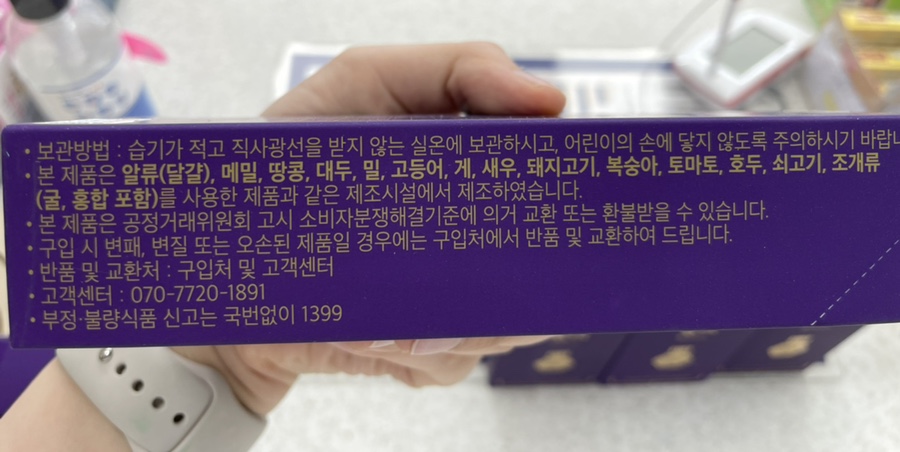 • 보관방법 : 습기가 적고 직사광선을 받지 않는 실온에 보관하시고, 어린이의 손에 닿지 않도록 주의하시기 바랍니
• 본 제품은 알류(달걀), 메밀, 땅콩, 대두, 밀, 고등어, 게, 새우, 돼지고기, 복숭아, 토마토, 호두, 쇠고기, 조개류
(굴, 홍합 포함)를 사용한 제품과 같은 제조시설에서 제조하였습니다.
• 본 제품은 공정거래위원회 고시 소비자분쟁해결기준에 의거 교환 또는 환불받을 수 있습니다.
• 구입 시 변패, 변질 또는 오손된 제품일 경우에는 구입처에서 반품 및 교환하여 드립니다.
• 반품 및 교환처 : 구입처 및 고객센터
• 고객센터 : 070-7720-1891
• 부정·불량식품 신고는 국번없이 1399